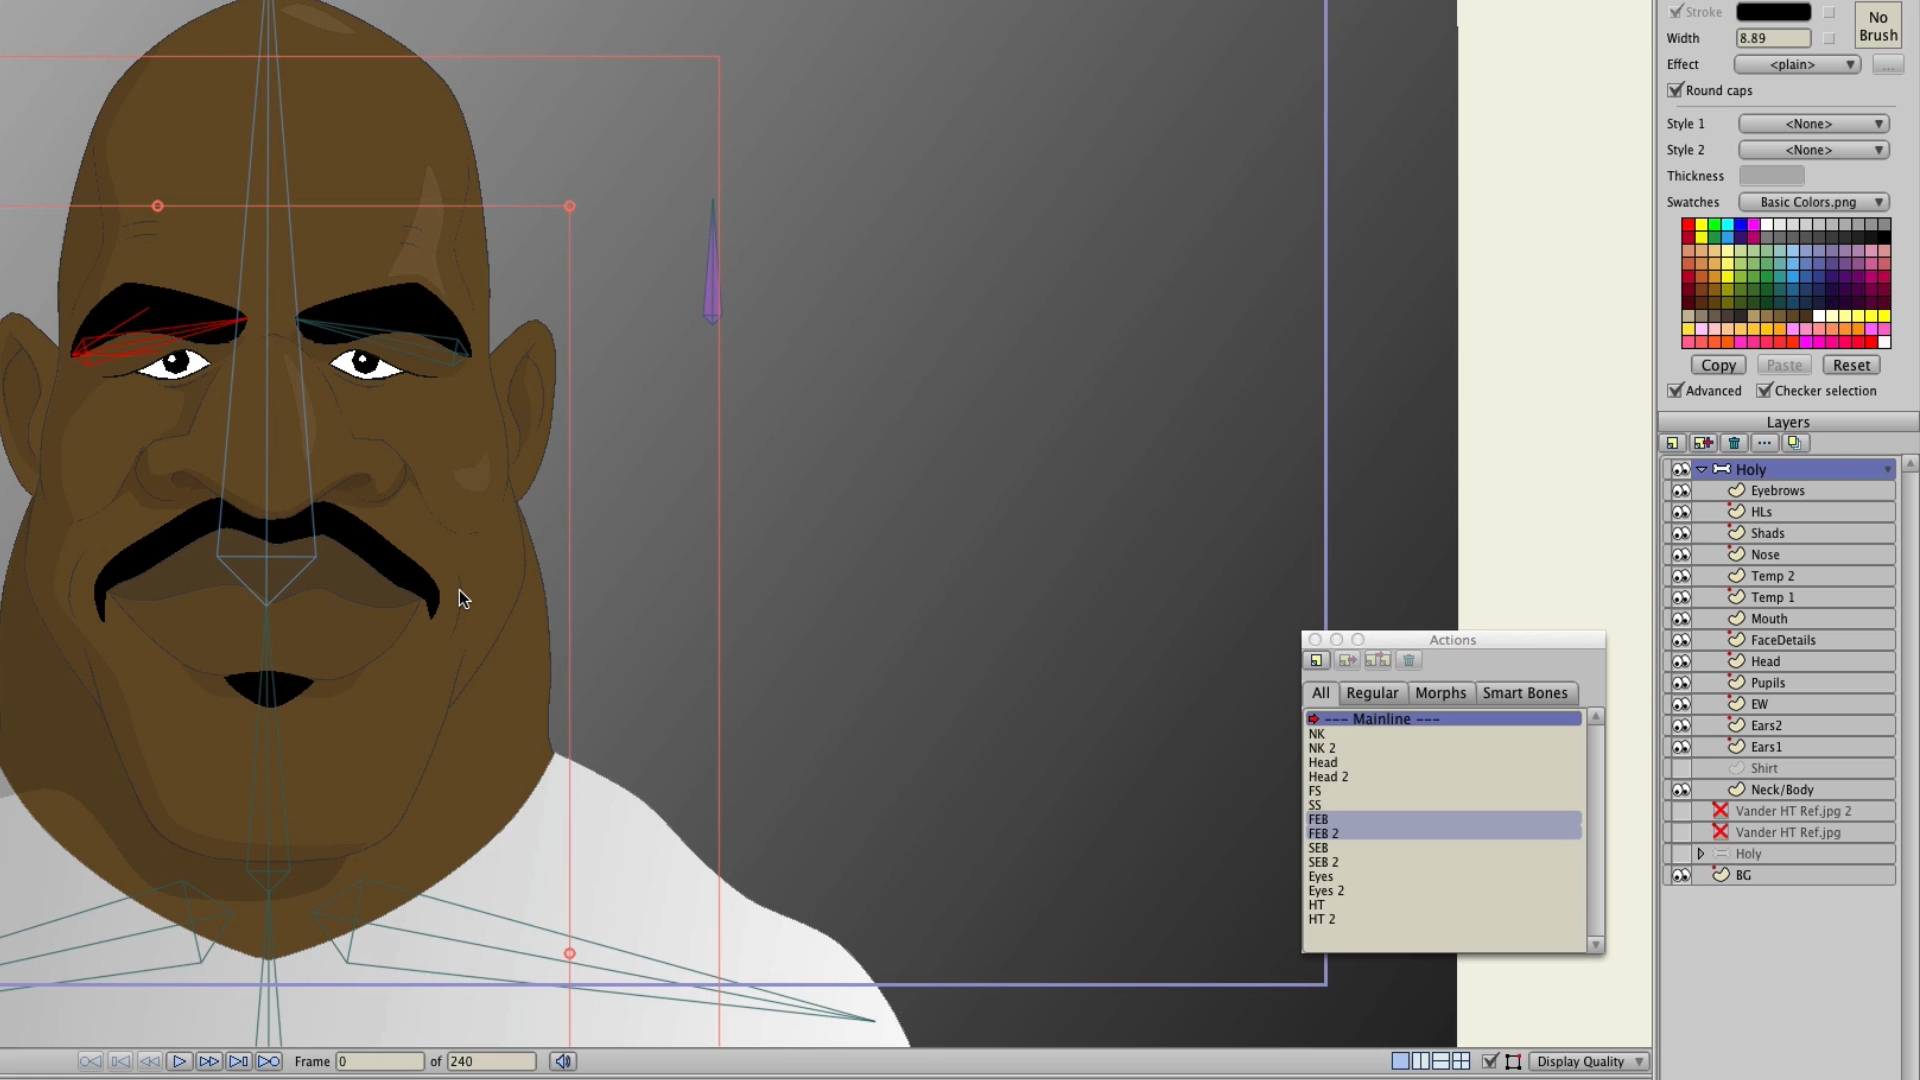 Stroke
No Brush
Width 8.89
Effect <plain> ...
Round caps
Style 1 <None>
Style 2 <None>
Thickness
Swatches Basic Colors.png
Copy Paste Reset
Advanced Checker selection
Layers
Holy
Eyebrows
HLs
Shads
Nose
Temp 2
Temp 1
Mouth
FaceDetails
Head
Pupils
EW
Ears2
Ears1
Shirt
Neck/Body
Vander HT Ref.jpg 2
Vander HT Ref.jpg
Holy
BG
Actions
All Regular Morphs Smart Bones
--- Mainline ---
NK
NK 2
Head
Head 2
FS
SS
FEB
FEB 2
SEB
SEB 2
Eyes
Eyes 2
HT
HT 2
Frame 0 of 240 Display Quality